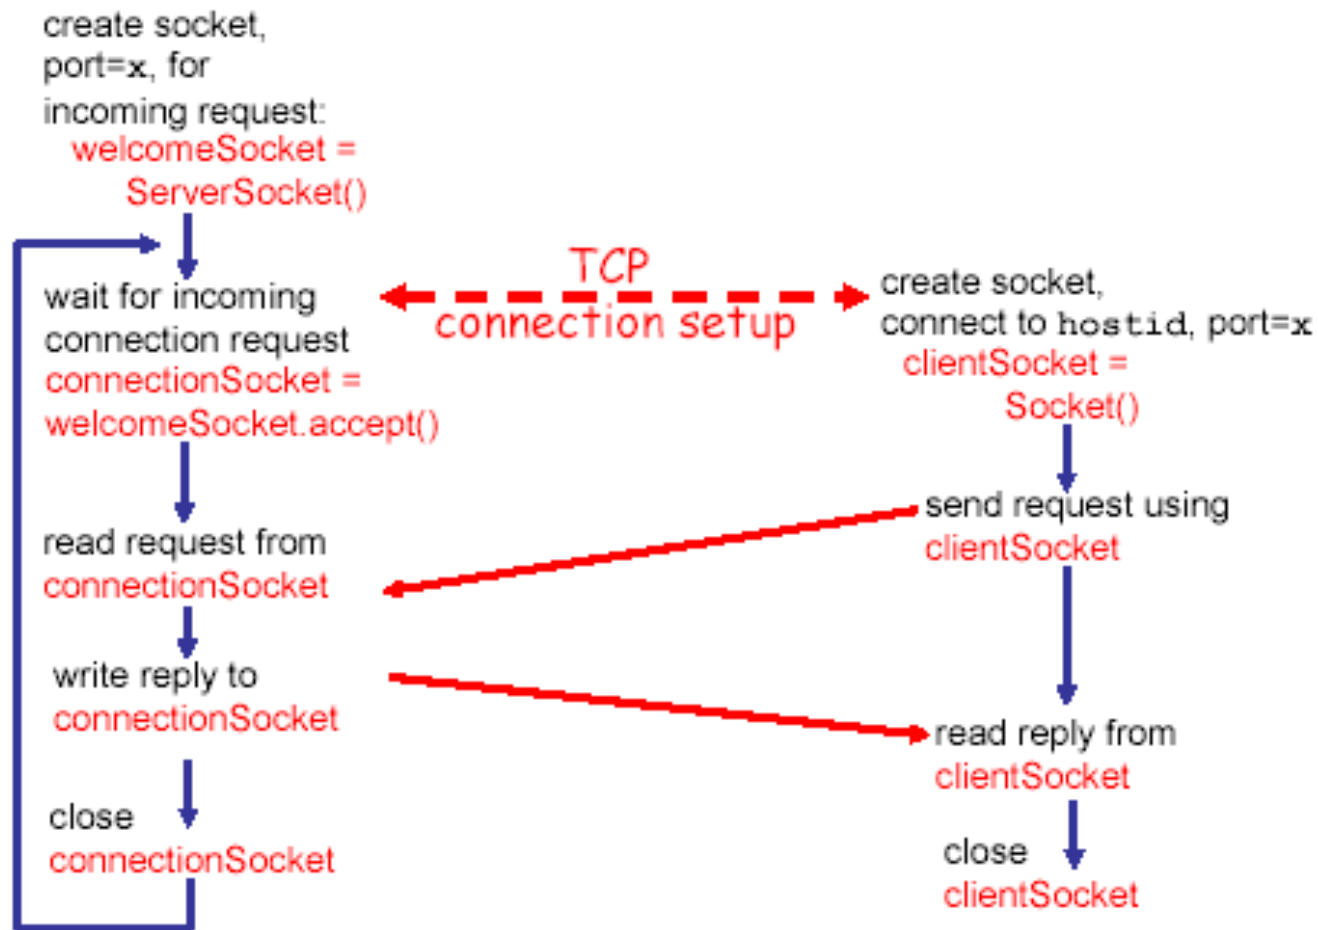 create socket,
port=x, for
incoming request:
welcomeSocket =
ServerSocket()
wait for incoming
connection request
connectionSocket =
welcomeSocket.accept()
read request from
connectionSocket
write reply to
connectionSocket
close
connectionSocket
TCP
connection setup
create socket,
connect to hostid, port=x
clientSocket =
Socket()
send request using
clientSocket
read reply from
clientSocket
close
clientSocket